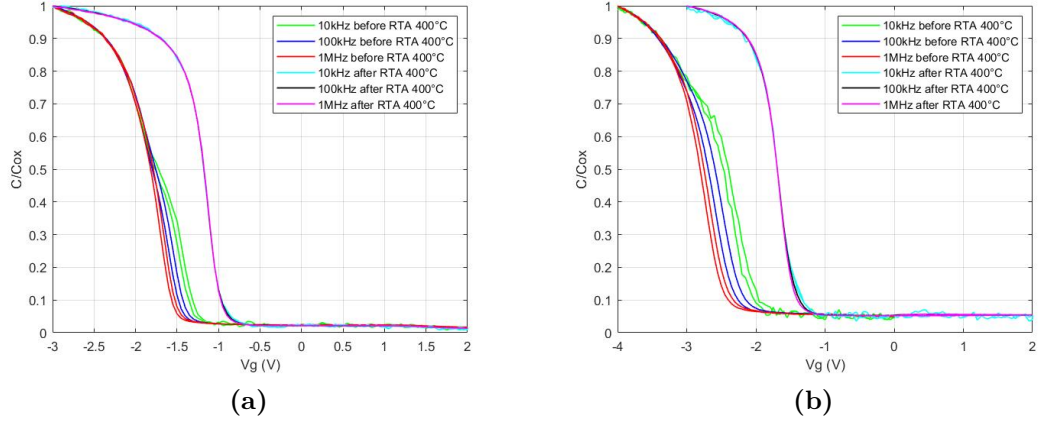 1
0.9
0.8
0.7
0.6
0.5
0.4
0.3
0.2
0.1
0
C/Cox
-3
-2.5
-2
-1.5
-1
-0.5
0
0.5
1
1.5
2
Vg (V)
10kHz before RTA 400°C
100kHz before RTA 400°C
1MHz before RTA 400°C
10kHz after RTA 400°C
100kHz after RTA 400°C
1MHz after RTA 400°C
(a)
1
0.9
0.8
0.7
0.6
0.5
0.4
0.3
0.2
0.1
0
C/Cox
-4
-3
-2
-1
0
1
2
Vg (V)
10kHz before RTA 400°C
100kHz before RTA 400°C
1MHz before RTA 400°C
10kHz after RTA 400°C
100kHz after RTA 400°C
1MHz after RTA 400°C
(b)